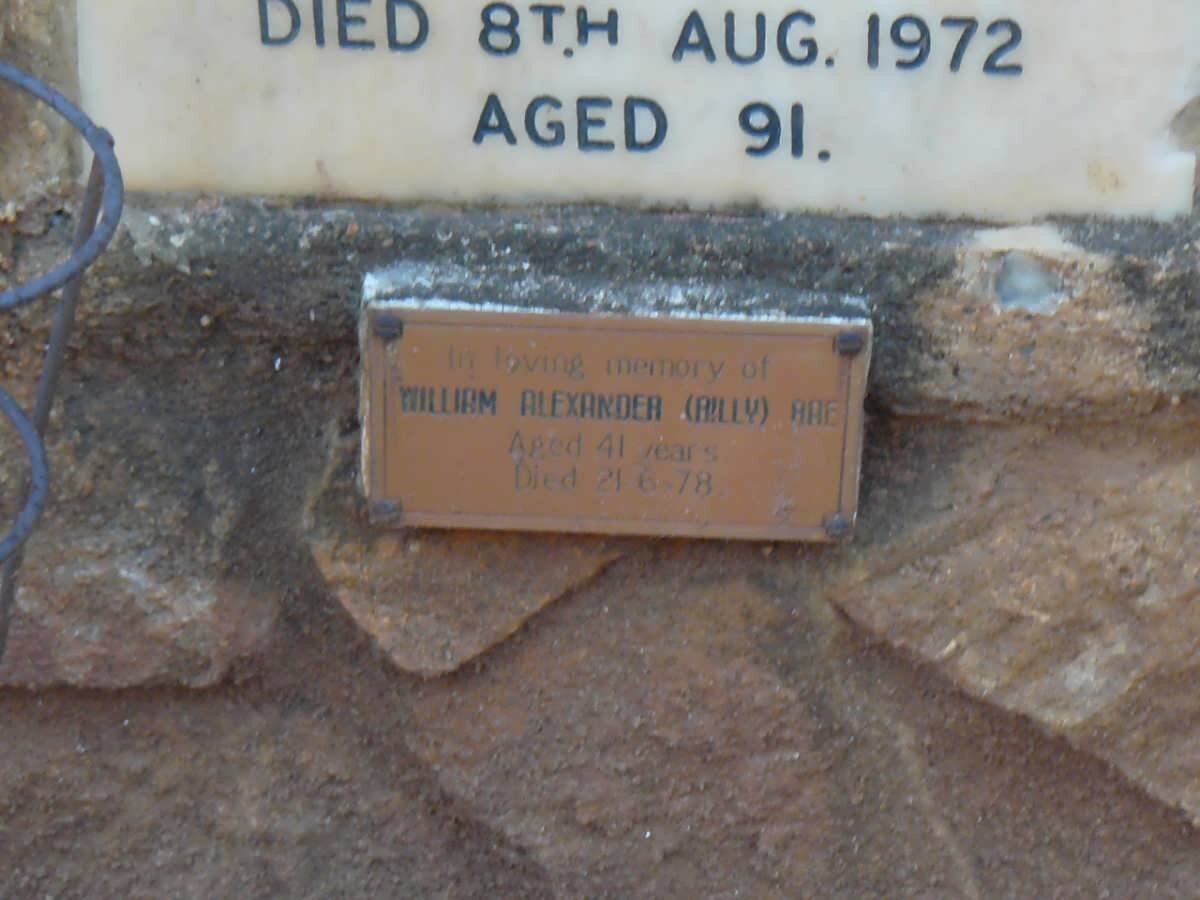 DIED 8TH AUG. 1972
AGED 91.
In loving memory of
WILLIAM ALEXANDER (BILLY) RAE
Aged 41 years
Died 21-6-78